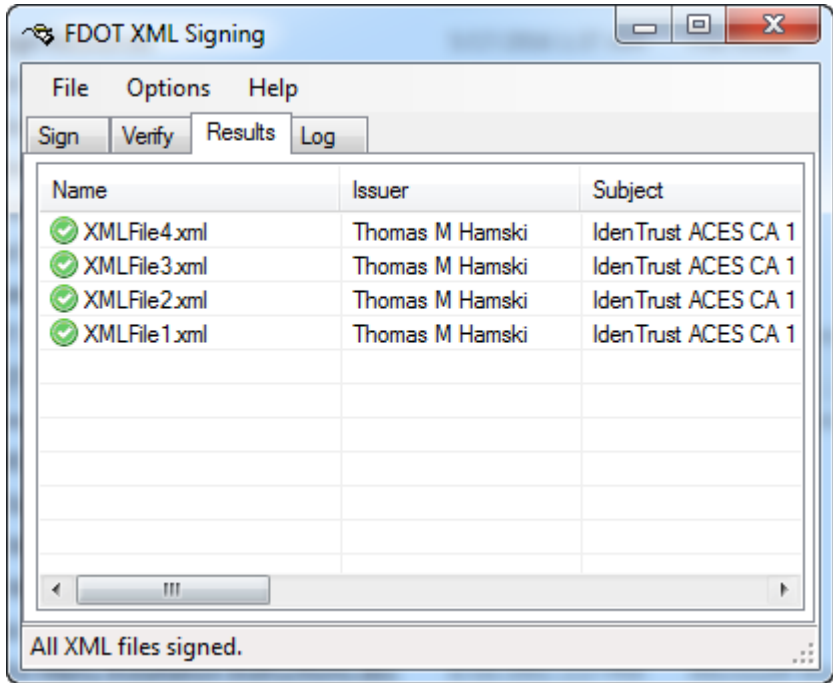 FDOT XML Signing
File Options Help
Sign Verify Results Log
Name Issuer Subject
XMLFile4.xml Thomas M Hamski IdenTrust ACES CA 1
XMLFile3.xml Thomas M Hamski IdenTrust ACES CA 1
XMLFile2.xml Thomas M Hamski IdenTrust ACES CA 1
XMLFile1.xml Thomas M Hamski IdenTrust ACES CA 1
All XML files signed.